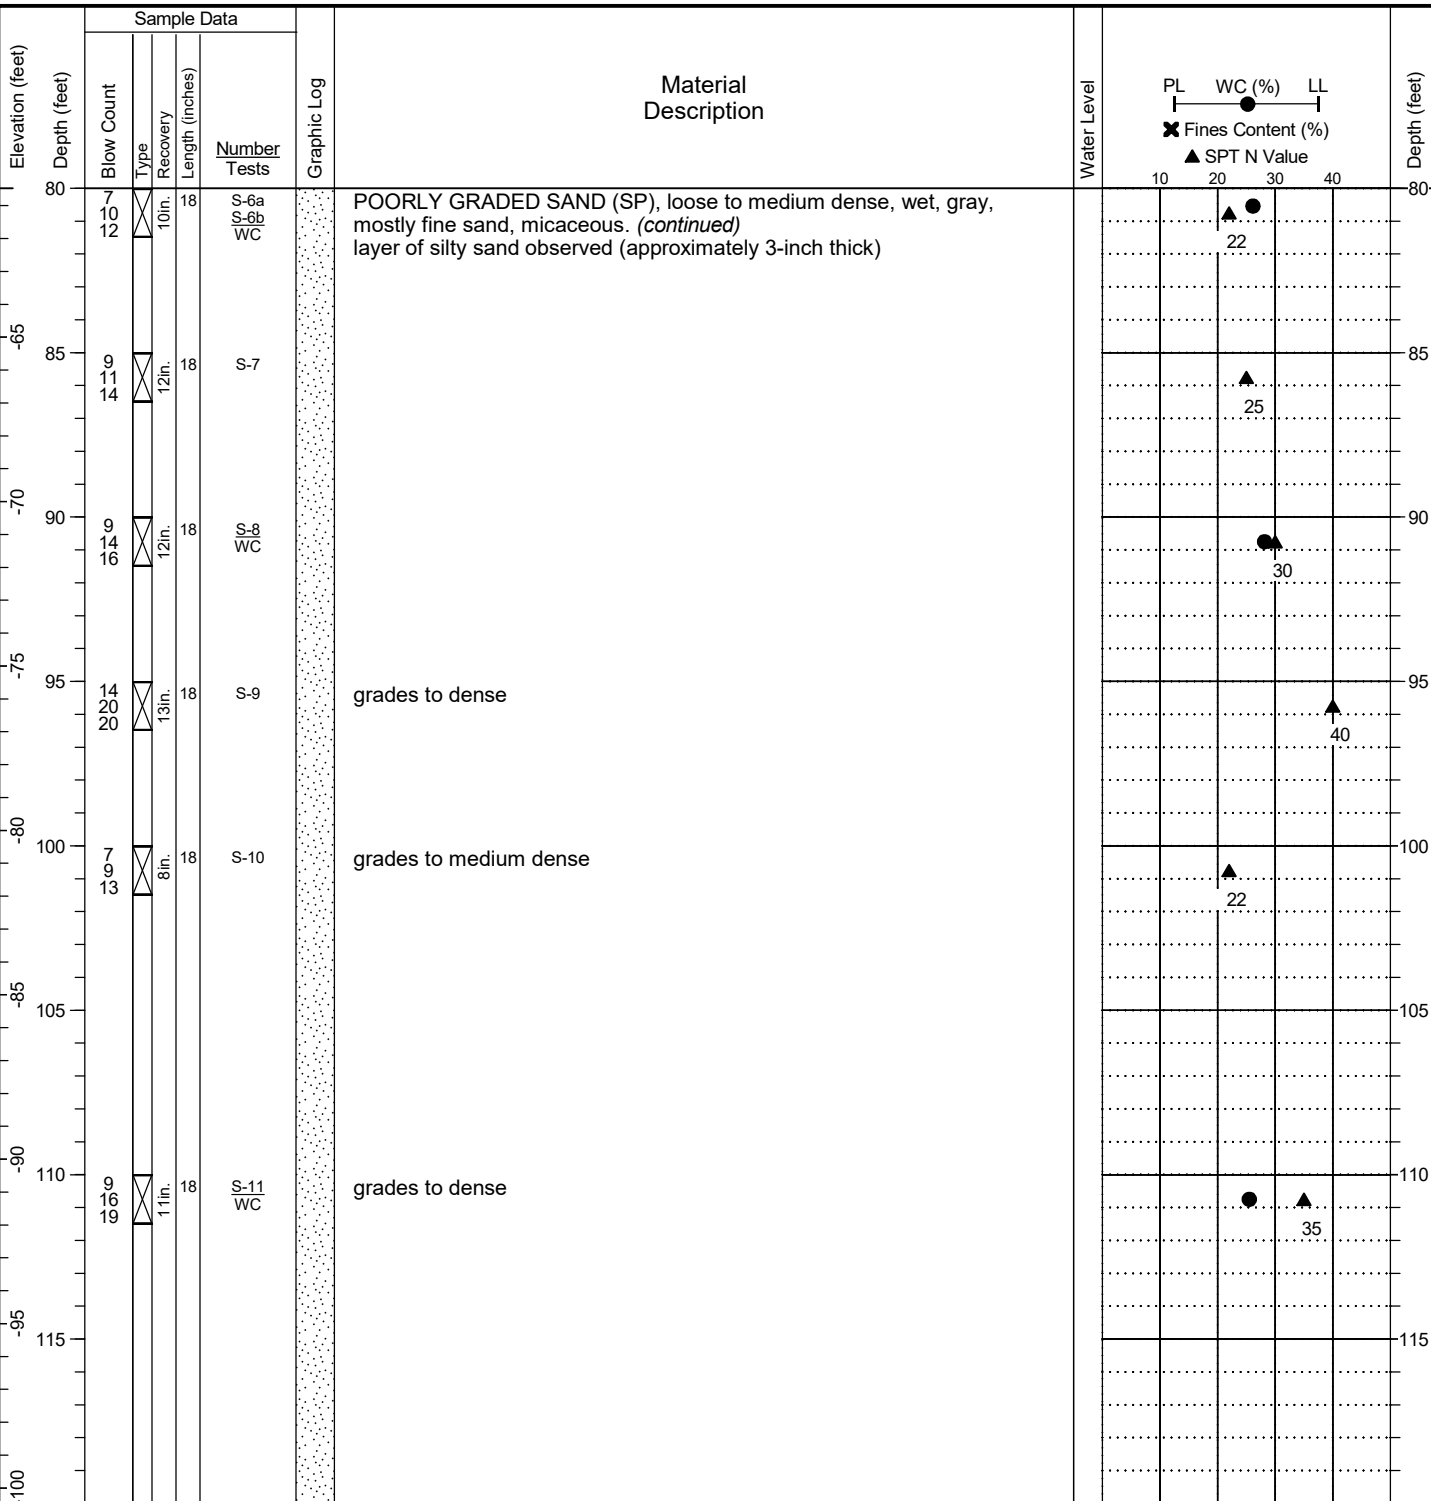 Sample Data
Elevation (feet)
Depth (feet)
Blow Count
Type
Recovery
Length (inches)
Number
Tests
Graphic Log
Material
Description
Water Level
PL WC (%) LL
Fines Content (%)
SPT N Value
10 20 30 40
Depth (feet)
80
7
10
12
10in.
18
S-6a
S-6b
WC
POORLY GRADED SAND (SP), loose to medium dense, wet, gray,
mostly fine sand, micaceous. (continued)
layer of silty sand observed (approximately 3-inch thick)
22
80
-65
85
9
11
14
12in.
18
S-7
25
85
-70
90
9
14
16
12in.
18
S-8
WC
30
90
-75
95
14
20
20
13in.
18
S-9
grades to dense
40
95
-80
100
7
9
13
8in.
18
S-10
grades to medium dense
22
100
-85
105
105
-90
110
9
16
19
11in.
18
S-11
WC
grades to dense
35
110
-95
115
115
-100